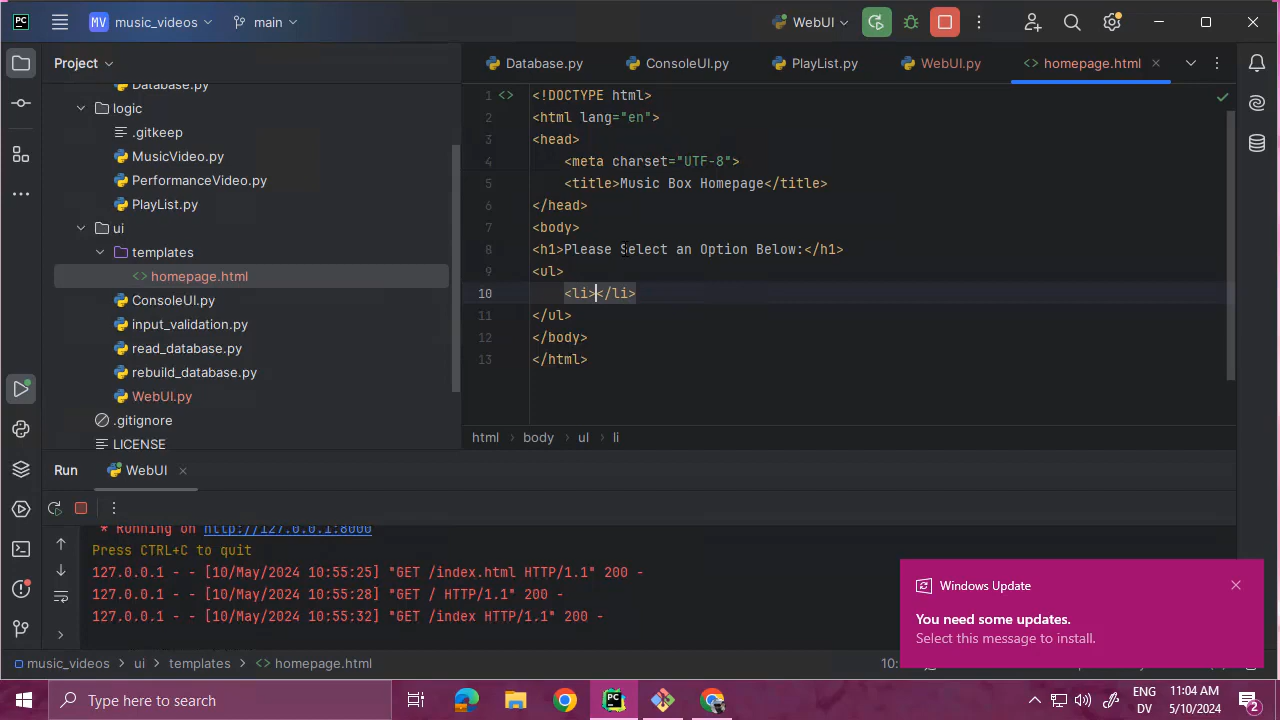 PC
MV music_videos
main
WebUI
Project
Database.py
ConsoleUI.py
PlayList.py
WebUI.py
homepage.html
Database.py
logic
.gitkeep
MusicVideo.py
PerformanceVideo.py
PlayList.py
ui
templates
homepage.html
ConsoleUI.py
input_validation.py
read_database.py
rebuild_database.py
WebUI.py
.gitignore
LICENSE
1 <!DOCTYPE html>
2 <html lang="en">
3 <head>
4 <meta charset="UTF-8">
5 <title>Music Box Homepage</title>
6 </head>
7 <body>
8 <h1>Please Select an Option Below:</h1>
9 <ul>
10 <li></li>
11 </ul>
12 </body>
13 </html>
html > body > ul > li
Run WebUI
* Running on http://127.0.0.1:8000
Press CTRL+C to quit
127.0.0.1 - - [10/May/2024 10:55:25] "GET /index.html HTTP/1.1" 200 -
127.0.0.1 - - [10/May/2024 10:55:28] "GET / HTTP/1.1" 200 -
127.0.0.1 - - [10/May/2024 10:55:32] "GET /index HTTP/1.1" 200 -
Windows Update
You need some updates.
Select this message to install.
music_videos > ui > templates > homepage.html
10:
Type here to search
ENG
DV
11:04 AM
5/10/2024
2